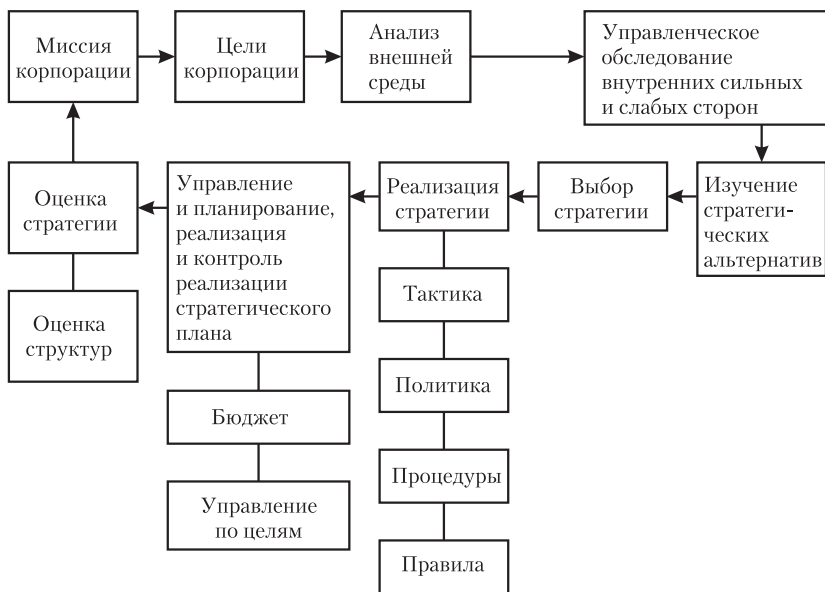 Миссия
корпорации
Цели
корпорации
Анализ
внешней
среды
Управленческое
обследование
внутренних сильных
и слабых сторон
Оценка
стратегии
Управление
и планирование,
реализация
и контроль
реализации
стратегического
плана
Реализация
стратегии
Выбор
стратегии
Изучение
стратеги-
ческих
альтернатив
Оценка
структур
Тактика
Политика
Бюджет
Процедуры
Управление
по целям
Правила